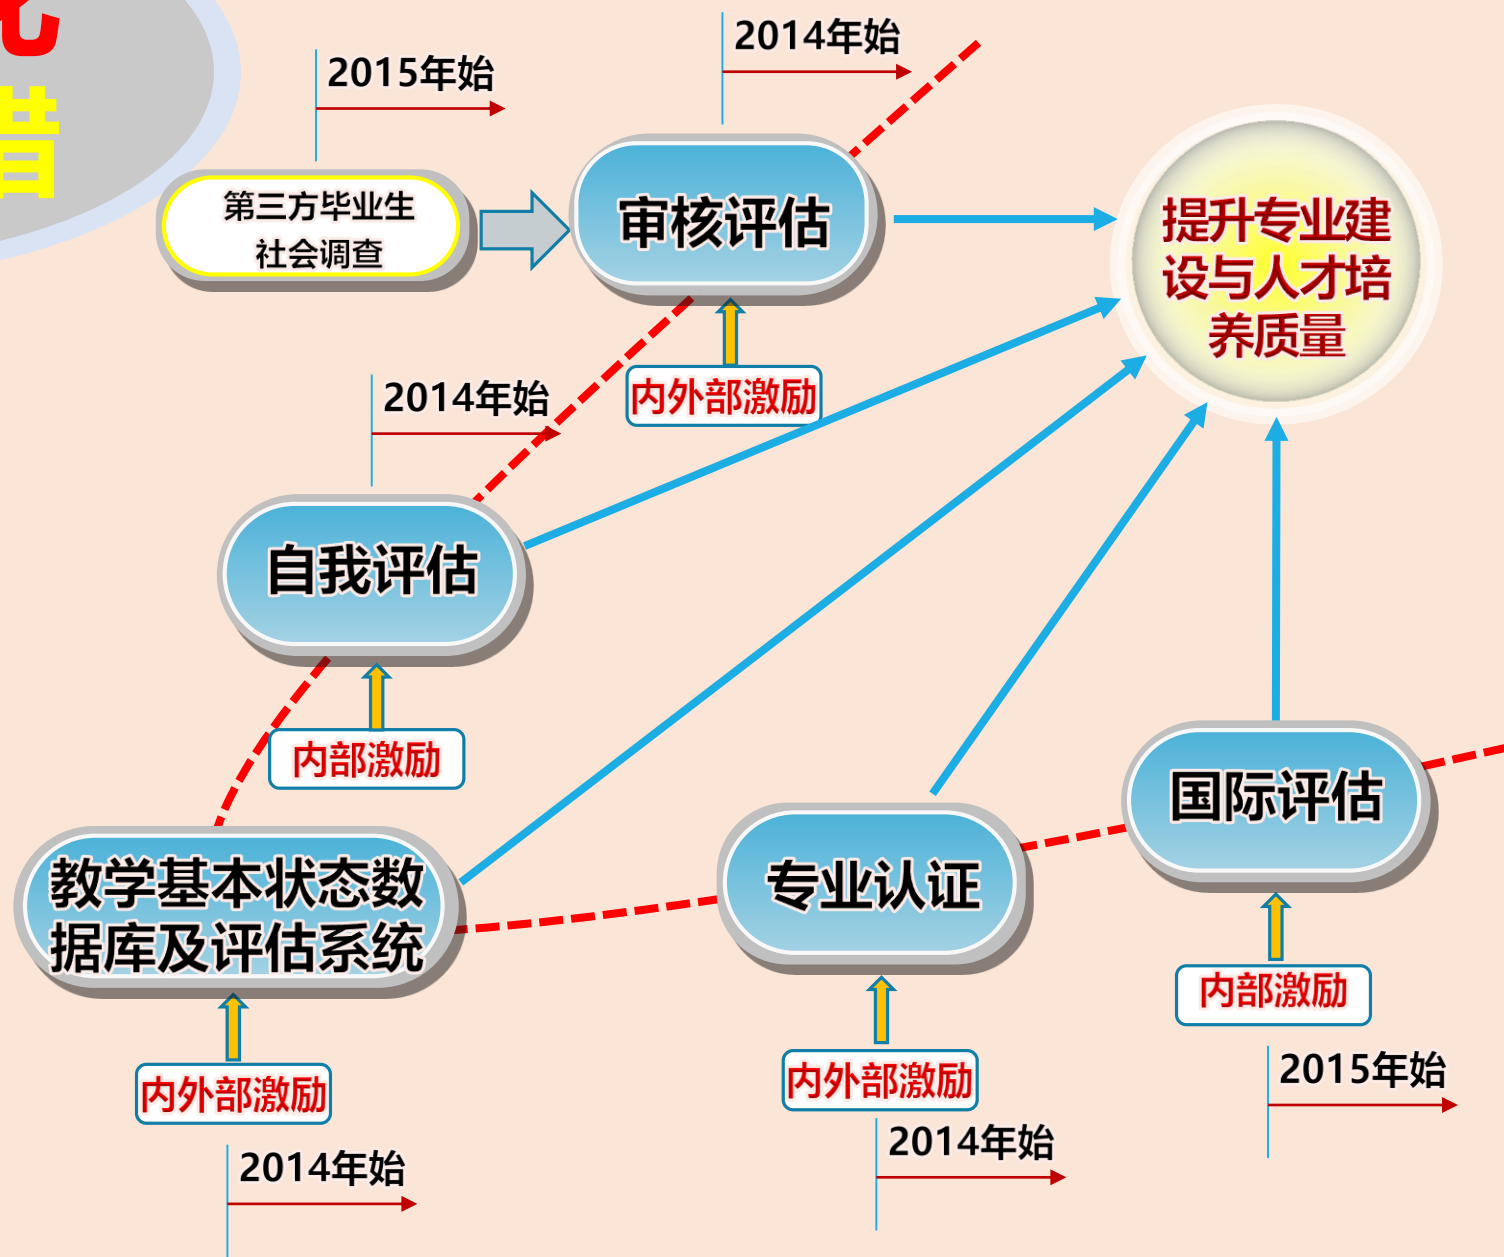 2014年始
2015年始
第三方毕业生
社会调查
审核评估
提升专业建
设与人才培
养质量
内外部激励
2014年始
自我评估
内部激励
国际评估
教学基本状态数
据库及评估系统
专业认证
内部激励
内外部激励
内外部激励
2015年始
2014年始
2014年始